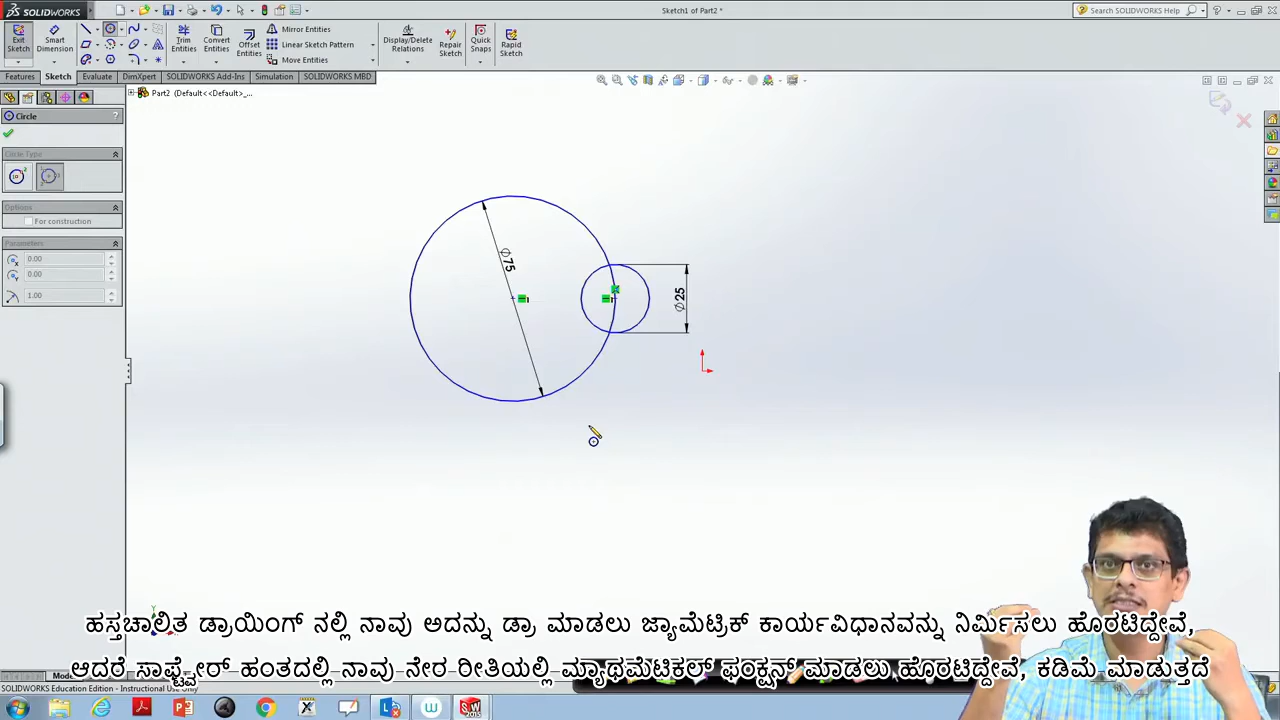 SOLIDWORKS
Sketch1 of Part2 *
Search SOLIDWORKS Help
Exit Sketch
Smart Dimension
Trim Entities
Convert Entities
Offset Entities
Mirror Entities
Linear Sketch Pattern
Move Entities
Display/Delete Relations
Repair Sketch
Quick Snaps
Rapid Sketch
Features Sketch Evaluate DimXpert SOLIDWORKS Add-Ins Simulation SOLIDWORKS MBD
Part2 (Default<<Default>_...
Circle ?
Circle Type
Options
For construction
Parameters
0.00
0.00
1.00
Ø75
Ø25
ಹಸ್ತಚಾಲಿತ ಡ್ರಾಯಿಂಗ್ ನಲ್ಲಿ ನಾವು ಅದನ್ನು ಡ್ರಾ ಮಾಡಲು ಜ್ಯಾಮೆಟ್ರಿಕ್ ಕಾರ್ಯವಿಧಾನವನ್ನು ನಿರ್ಮಿಸಲು ಹೊರಟಿದ್ದೇವೆ,
ಆದರೆ ಸಾಫ್ಟ್ವೇರ್ ಹಂತದಲ್ಲಿ ನಾವು ನೇರ ರೀತಿಯಲ್ಲಿ ಮ್ಯಾಥಮೆಟಿಕಲ್ ಫಂಕ್ಷನ್ ಮಾಡಲು ಹೊರಟಿದ್ದೇವೆ, ಕಡಿಮೆ ಮಾಡುತ್ತದೆ
SOLIDWORKS Education Edition - Instructional Use Only